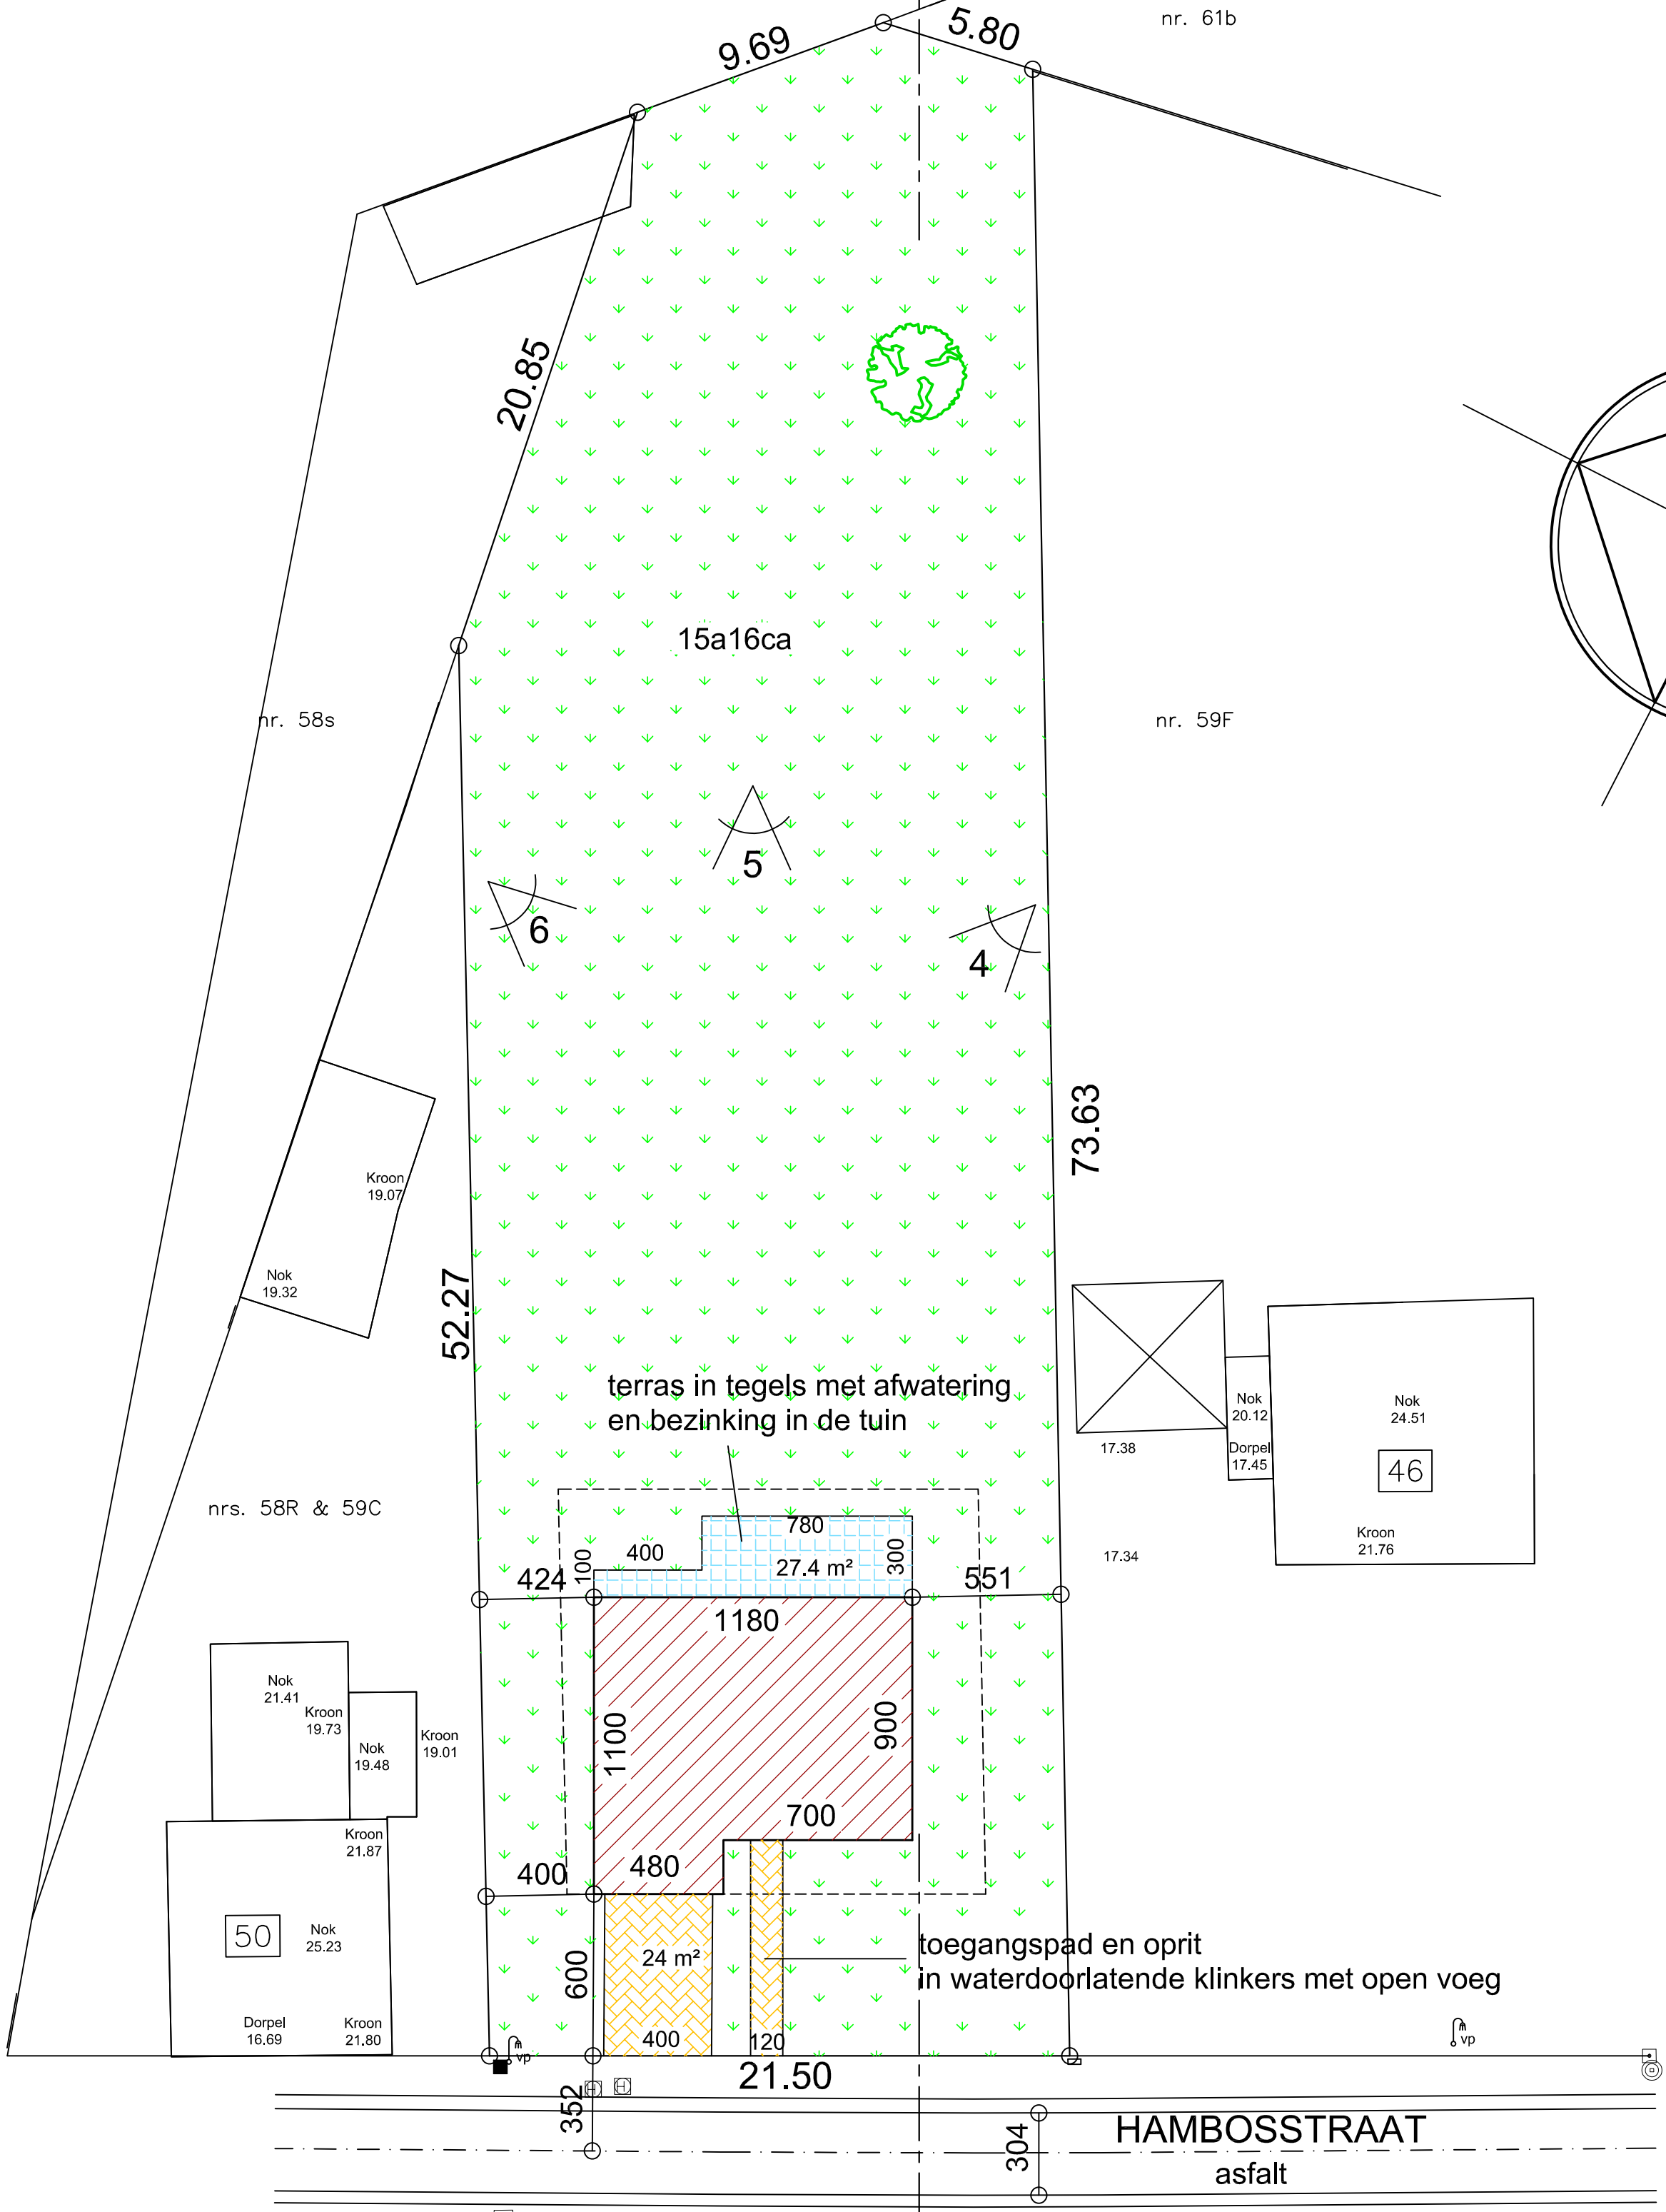 nr. 61b
5.80
9.69
20.85
15a16ca
nr. 58s
nr. 59F
5
6
4
73.63
Kroon
19.07
Nok
19.32
52.27
terras in tegels met afwatering
en bezinking in de tuin
Nok
20.12
Dorpel
17.45
Nok
24.51
46
Kroon
21.76
17.38
17.34
nrs. 58R & 59C
780
400
100
300
27.4 m²
424
551
1180
1100
900
700
480
400
Nok
21.41
Kroon
19.73
Nok
19.48
Kroon
19.01
Kroon
21.87
50
Nok
25.23
Dorpel
16.69
Kroon
21.80
600
24 m²
400
120
toegangspad en oprit
in waterdoorlatende klinkers met open voeg
vp
vp
21.50
H
H
352
304
HAMBOSSTRAAT
asfalt